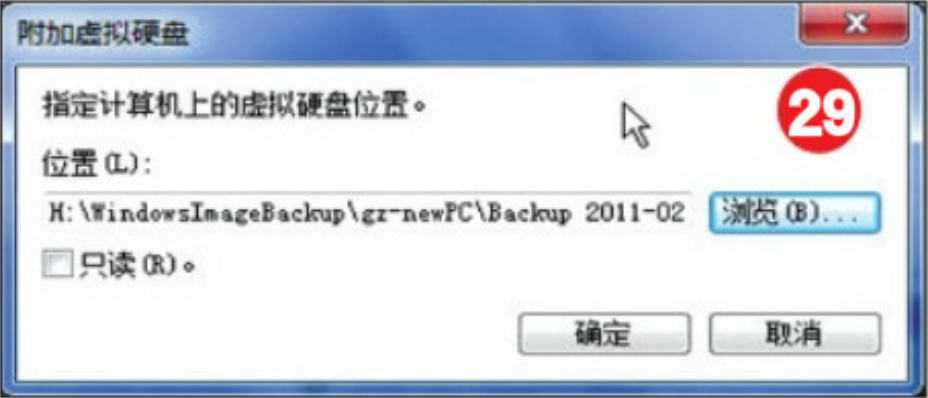 附加虚拟硬盘
29
指定计算机上的虚拟硬盘位置。
位置(L):
H:\WindowsImageBackup\gz-newPC\Backup 2011-02
浏览(B)...
只读(R)。
确定
取消